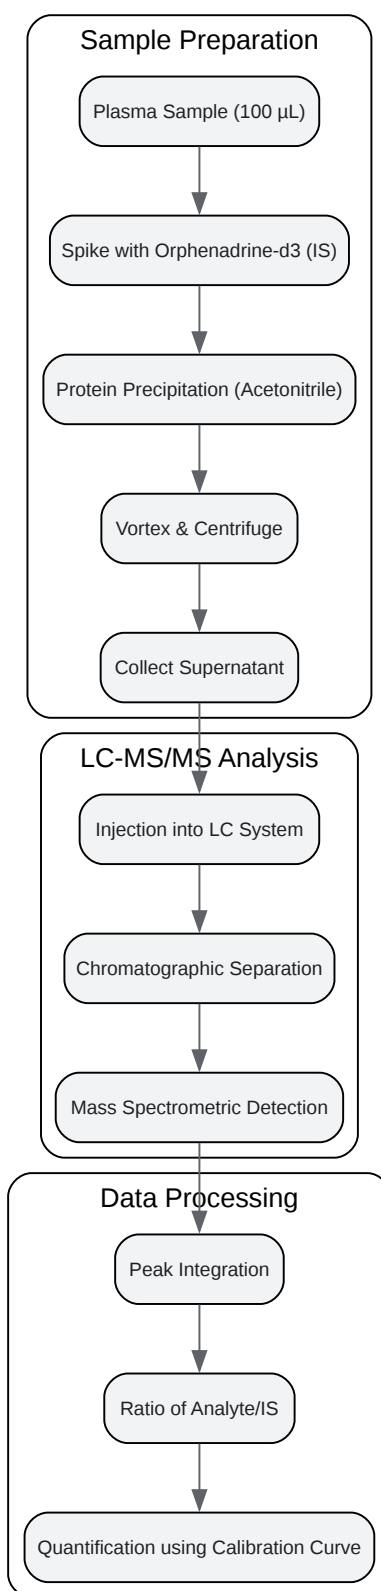 Sample Preparation
Plasma Sample (100 µL)
Spike with Orphenadrine-d3 (IS)
Protein Precipitation (Acetonitrile)
Vortex & Centrifuge
Collect Supernatant
LC-MS/MS Analysis
Injection into LC System
Chromatographic Separation
Mass Spectrometric Detection
Data Processing
Peak Integration
Ratio of Analyte/IS
Quantification using Calibration Curve